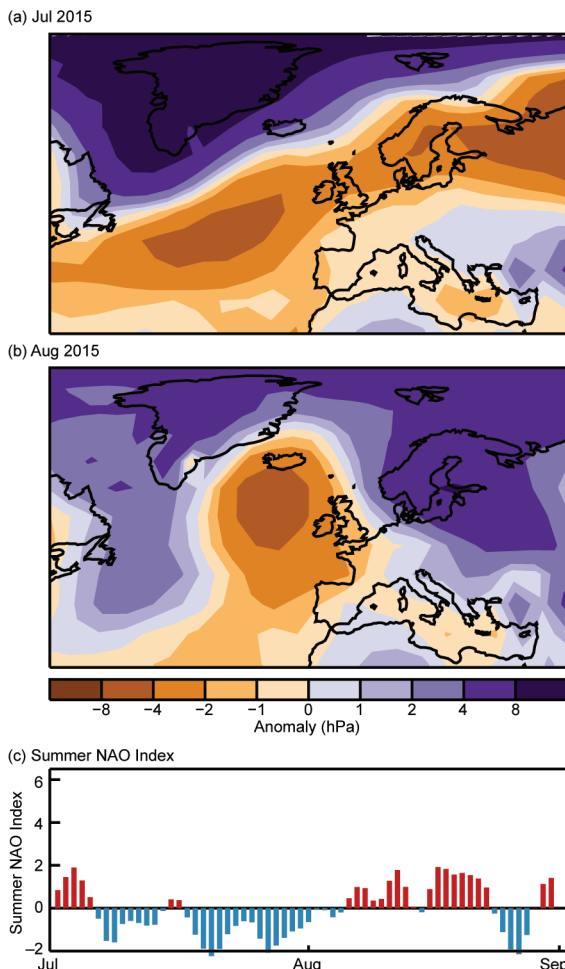 (a) Jul 2015
(b) Aug 2015
−8 −4 −2 −1 0 1 2 4 8
Anomaly (hPa)
(c) Summer NAO Index
Summer NAO Index
6
4
2
0
−2
Jul Aug Sep